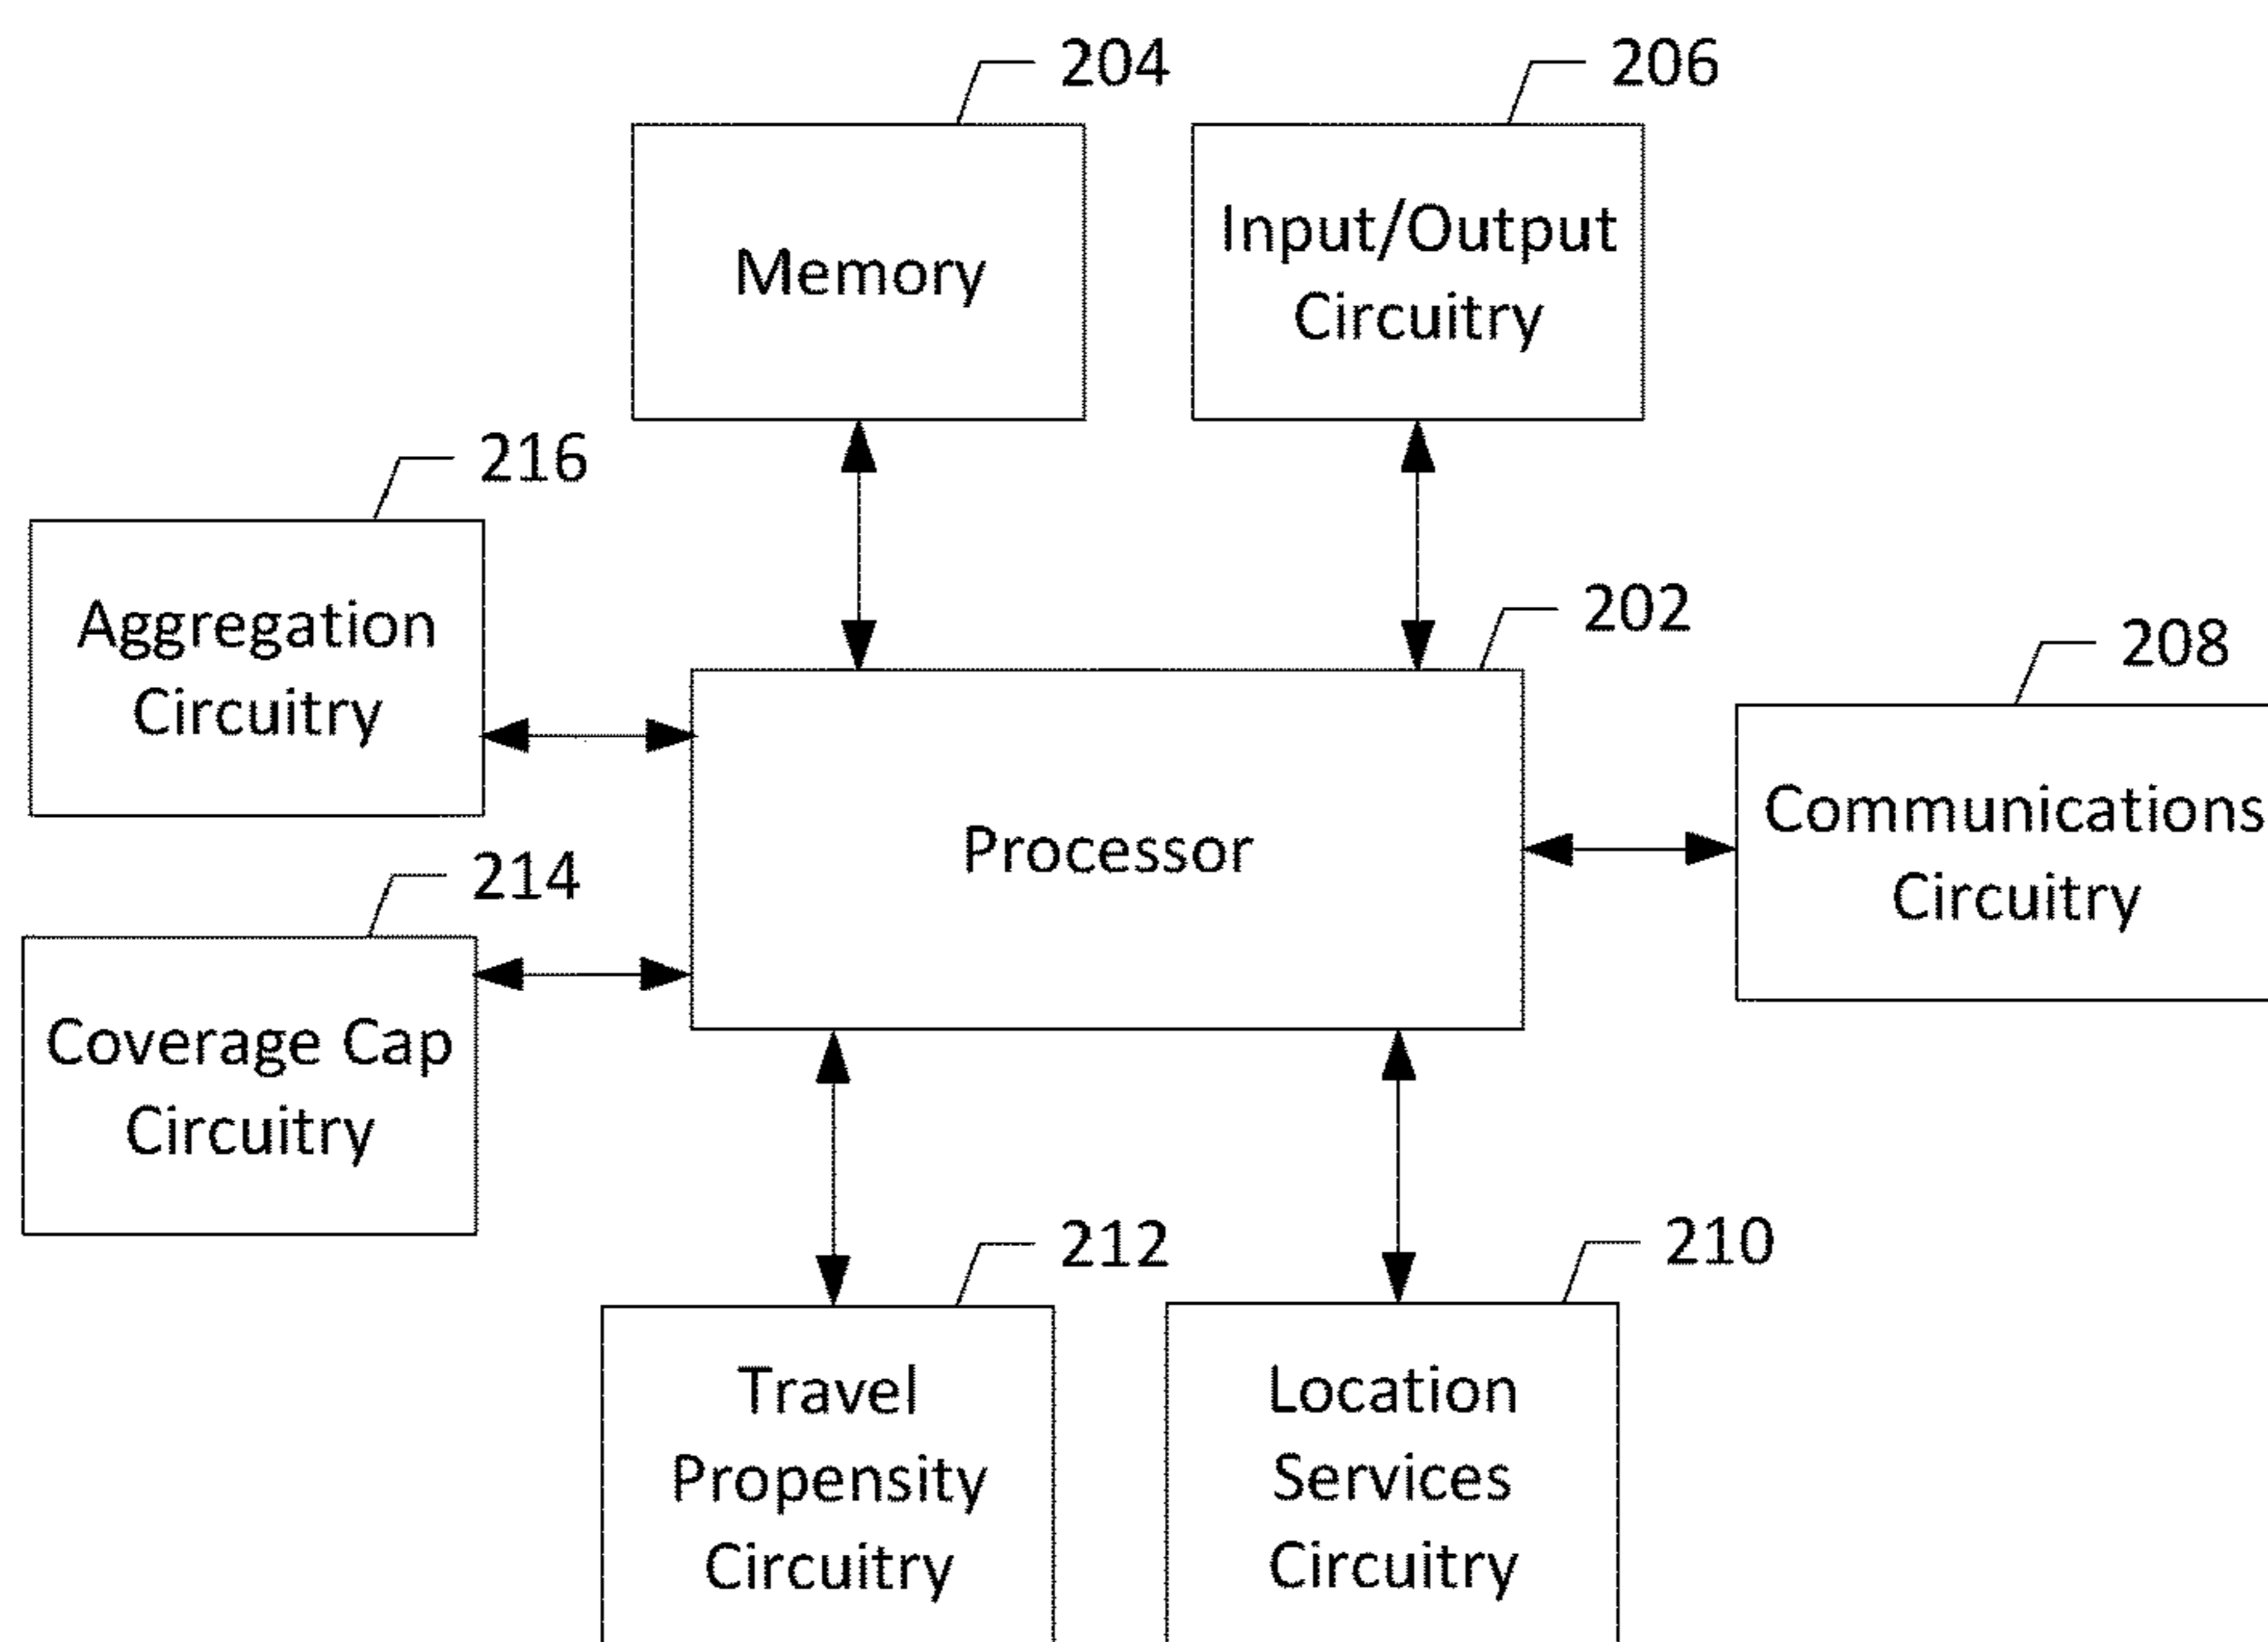 204
206
Memory
Input/Output
Circuitry
216
Aggregation
Circuitry
202
208
Processor
Communications
Circuitry
214
Coverage Cap
Circuitry
212
210
Travel
Propensity
Circuitry
Location
Services
Circuitry